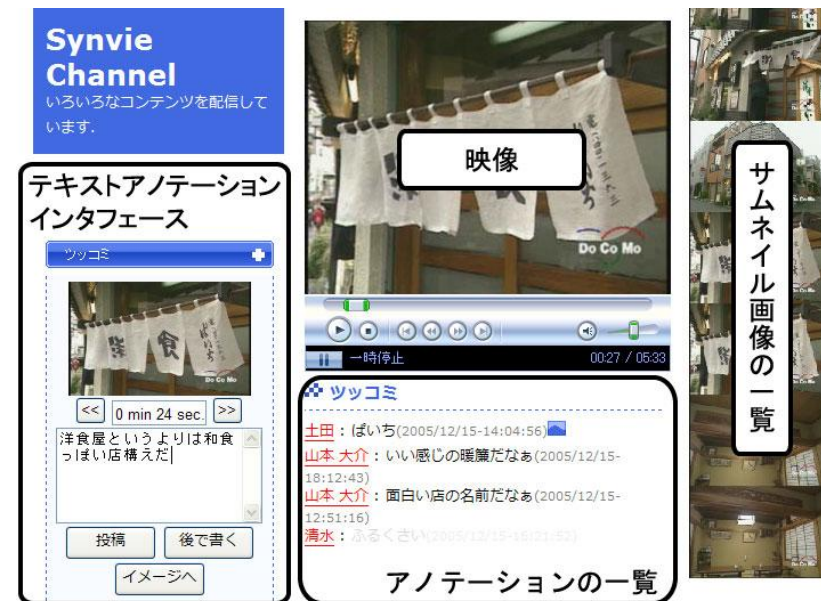 Synvie
Channel
いろいろなコンテンツを配信して
います.
テキストアノテーション
インタフェース
ツッコミ
Do Co Mo
<<
0 min 24 sec.
>>
洋食屋というよりは和食
っぽい店構えだ
投稿
後で書く
イメージへ
映像
Do Co Mo
一時停止
00:27 / 05:33
ツッコミ
土田：ぱいち(2005/12/15-14:04:56)
山本 大介：いい感じの暖簾だなぁ(2005/12/15-
18:12:43)
山本 大介：面白い店の名前だなぁ(2005/12/15-
12:51:16)
清水：ふるくさい
アノテーションの一覧
サムネイル画像の一覧